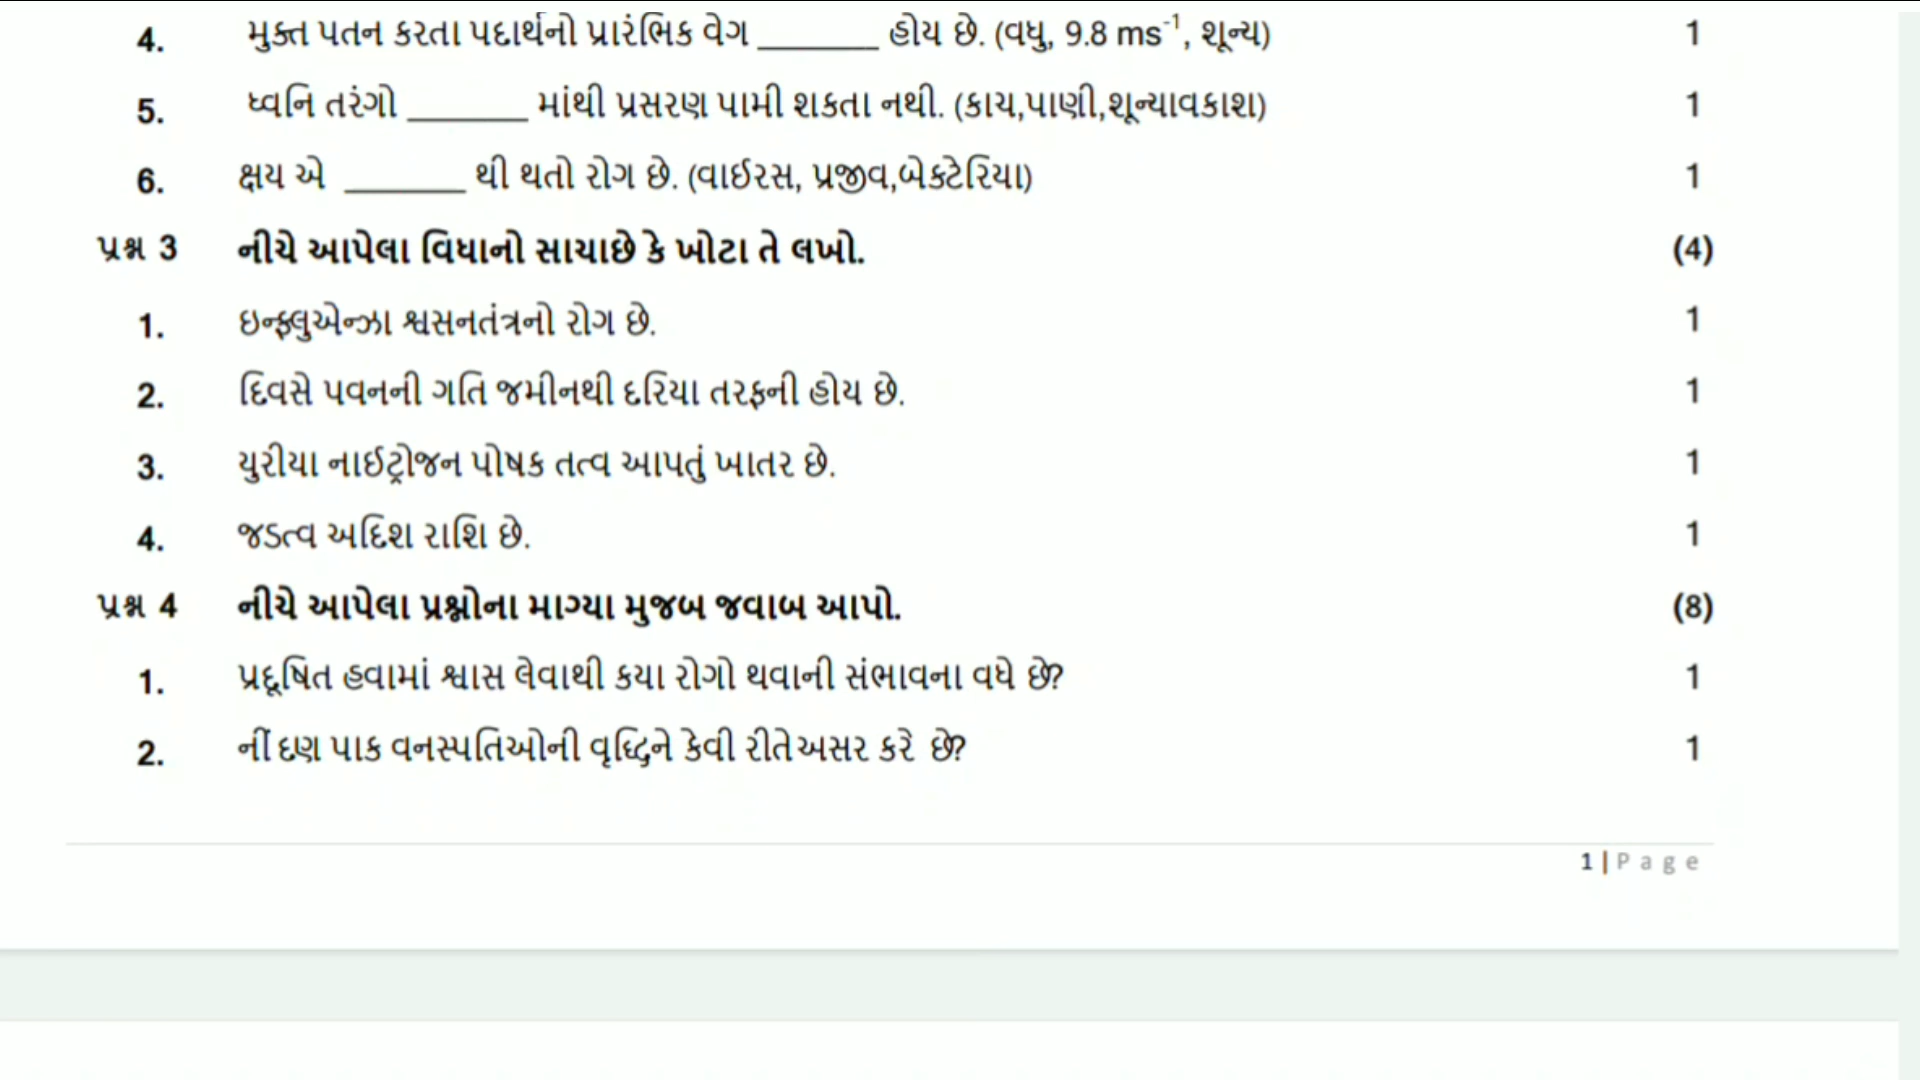 4. મુક્ત પતન કરતા પદાર્થનો પ્રારંભિક વેગ _______ હોય છે. (વધુ, 9.8 ms⁻¹, શૂન્ય) 1
5. ધ્વનિ તરંગો _______ માંથી પ્રસરણ પામી શકતા નથી. (કાચ,પાણી,શૂન્યાવકાશ) 1
6. ક્ષય એ _______ થી થતો રોગ છે. (વાઈરસ, પ્રજીવ,બેક્ટેરિયા) 1
પ્રશ્ન 3 નીચે આપેલા વિધાનો સાચાછે કે ખોટા તે લખો. (4)
1. ઇન્ફ્લુએન્ઝા શ્વસનતંત્રનો રોગ છે. 1
2. દિવસે પવનની ગતિ જમીનથી દરિયા તરફની હોય છે. 1
3. યુરીયા નાઈટ્રોજન પોષક તત્વ આપતું ખાતર છે. 1
4. જડત્વ અદિશ રાશિ છે. 1
પ્રશ્ન 4 નીચે આપેલા પ્રશ્નોના માગ્યા મુજબ જવાબ આપો. (8)
1. પ્રદૂષિત હવામાં શ્વાસ લેવાથી કયા રોગો થવાની સંભાવના વધે છે? 1
2. નીંદણ પાક વનસ્પતિઓની વૃદ્ધિને કેવી રીતેઅસર કરે છે? 1
1 | P a g e